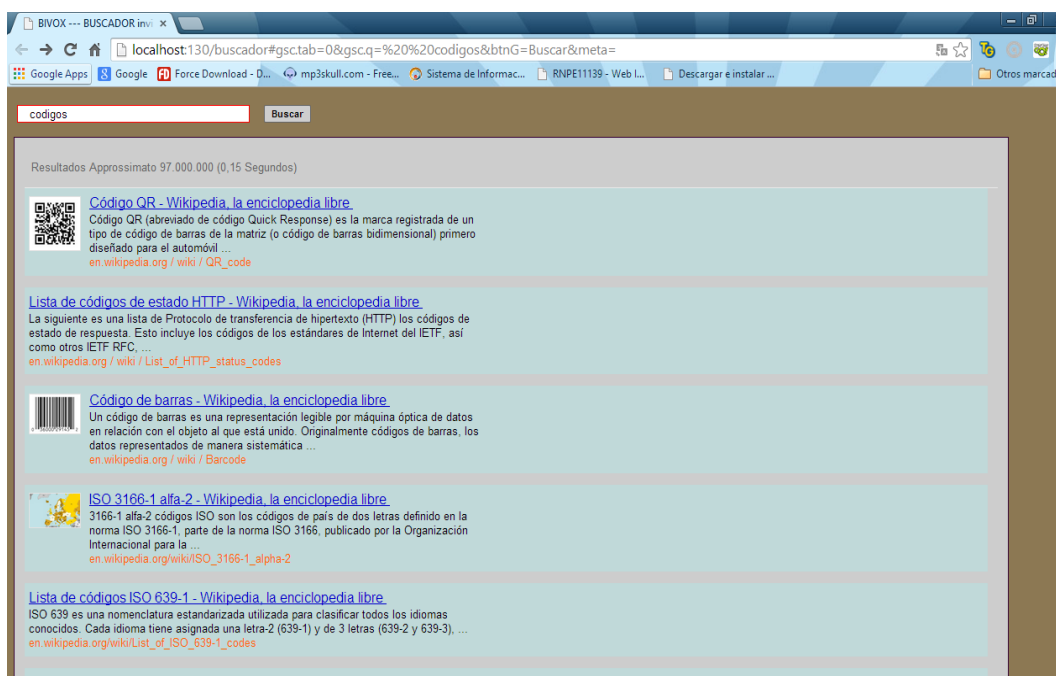 BIVOX --- BUSCADOR invi
localhost:130/buscador#gsc.tab=0&gsc.q=%20%20codigos&btnG=Buscar&meta=
Google Apps Google Force Download - D... mp3skull.com - Free... Sistema de Informac... RNPE11139 - Web I... Descargar e instalar ... Otros marcad
codigos Buscar
Resultados Approssimato 97.000.000 (0,15 Segundos)
Código QR - Wikipedia, la enciclopedia libre
Código QR (abreviado de código Quick Response) es la marca registrada de un
tipo de código de barras de la matriz (o código de barras bidimensional) primero
diseñado para el automóvil ...
en.wikipedia.org / wiki / QR_code
Lista de códigos de estado HTTP - Wikipedia, la enciclopedia libre
La siguiente es una lista de Protocolo de transferencia de hipertexto (HTTP) los códigos de
estado de respuesta. Esto incluye los códigos de los estándares de Internet del IETF, así
como otros IETF RFC, ...
en.wikipedia.org / wiki / List_of_HTTP_status_codes
Código de barras - Wikipedia, la enciclopedia libre
Un código de barras es una representación legible por máquina óptica de datos
en relación con el objeto al que está unido. Originalmente códigos de barras, los
datos representados de manera sistemática ...
en.wikipedia.org / wiki / Barcode
ISO 3166-1 alfa-2 - Wikipedia, la enciclopedia libre
3166-1 alfa-2 códigos ISO son los códigos de país de dos letras definido en la
norma ISO 3166-1, parte de la norma ISO 3166, publicado por la Organización
Internacional para la ...
en.wikipedia.org/wiki/ISO_3166-1_alpha-2
Lista de códigos ISO 639-1 - Wikipedia, la enciclopedia libre
ISO 639 es una nomenclatura estandarizada utilizada para clasificar todos los idiomas
conocidos. Cada idioma tiene asignada una letra-2 (639-1) y de 3 letras (639-2 y 639-3), ...
en.wikipedia.org/wiki/List_of_ISO_639-1_codes